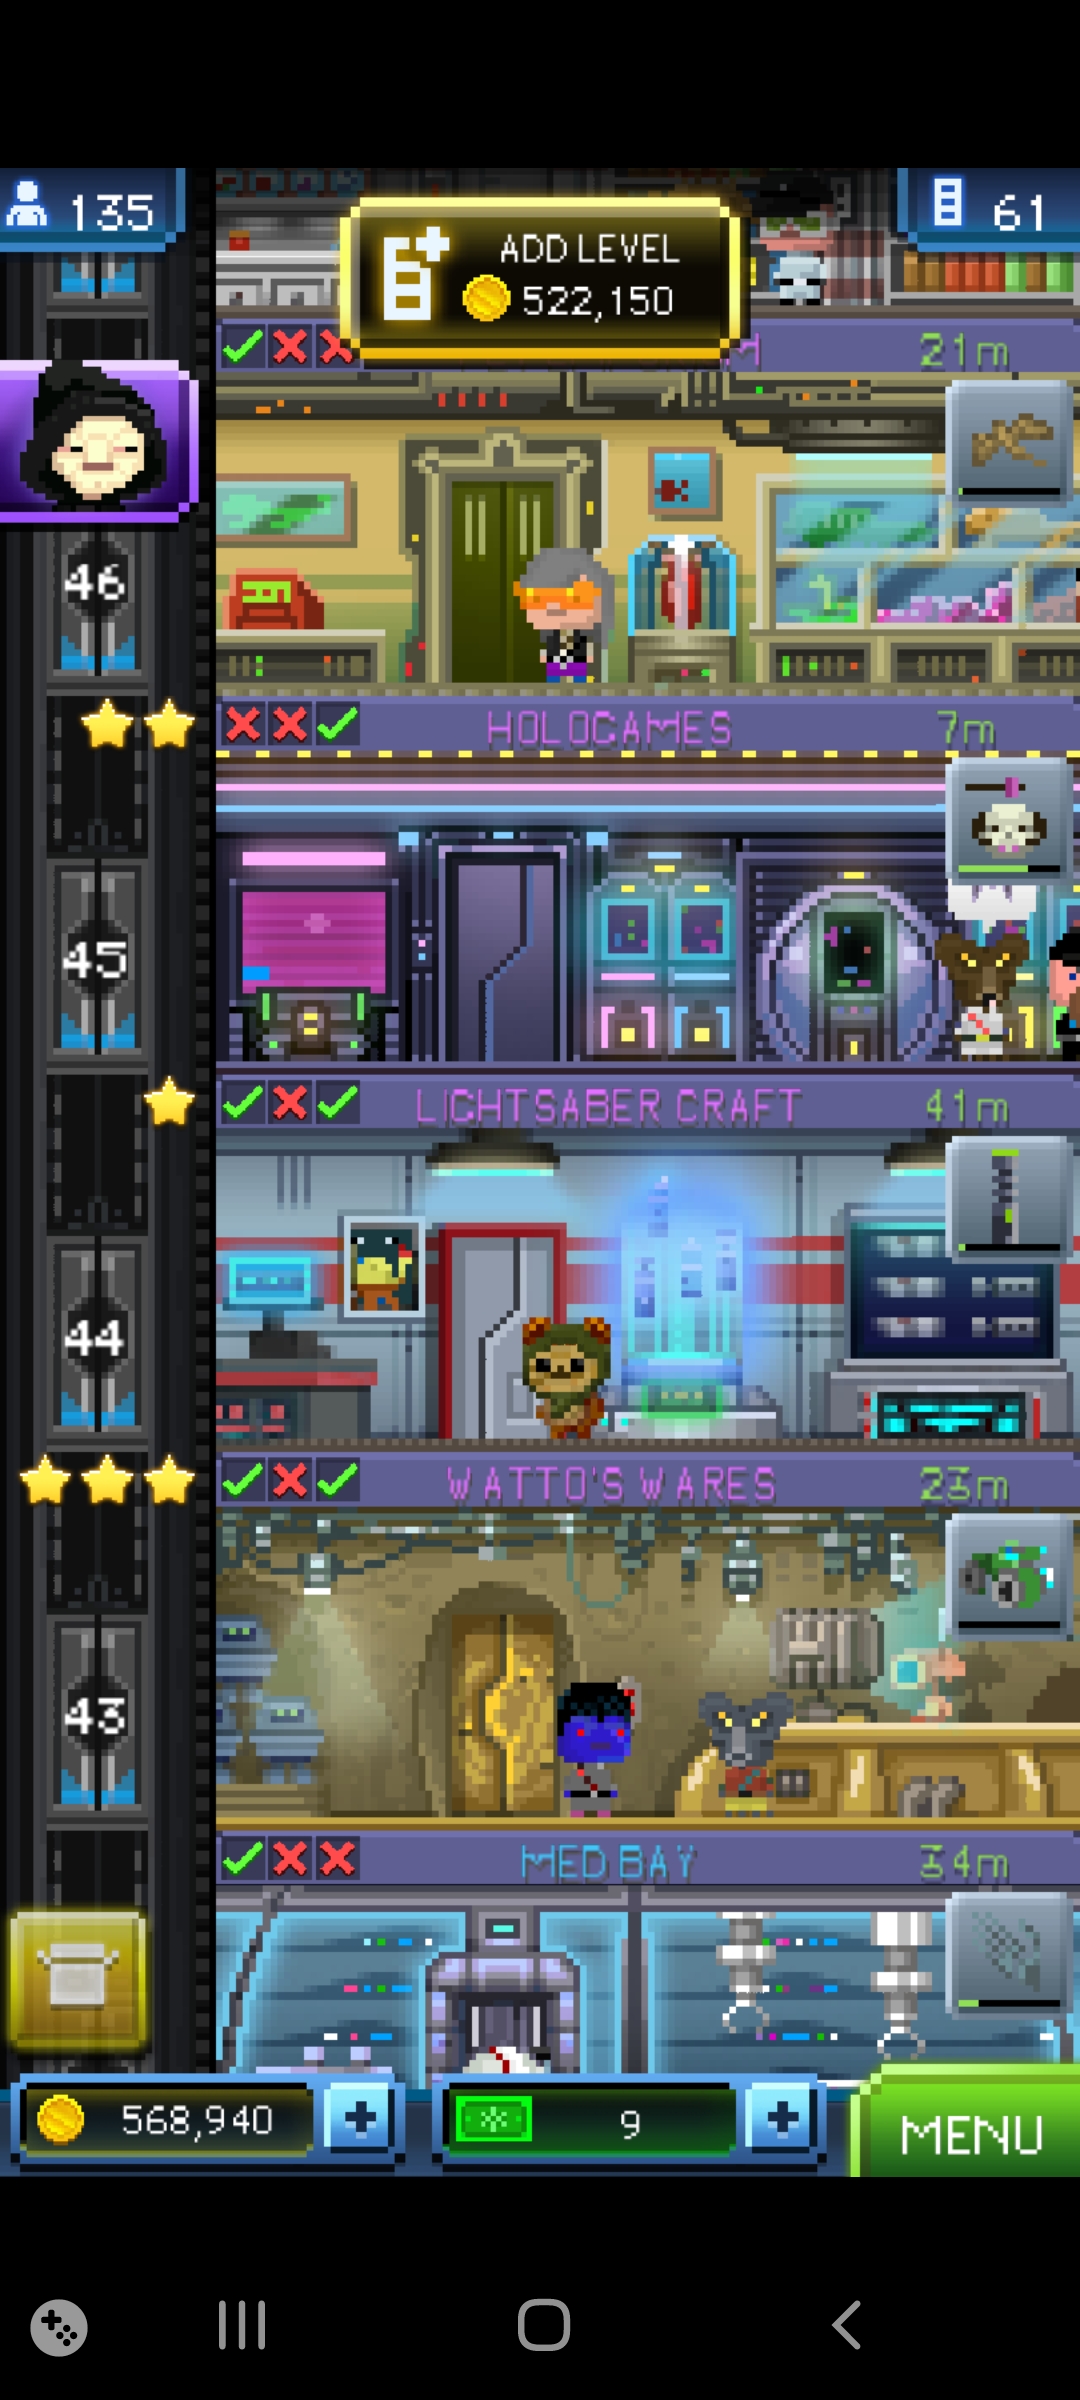 135
61
ADD LEVEL
522,150
21m
46
HOLOGAMES
7m
45
LIGHTSABER CRAFT
41m
44
WATTO'S WARES
23m
43
MED BAY
34m
568,940
9
MENU